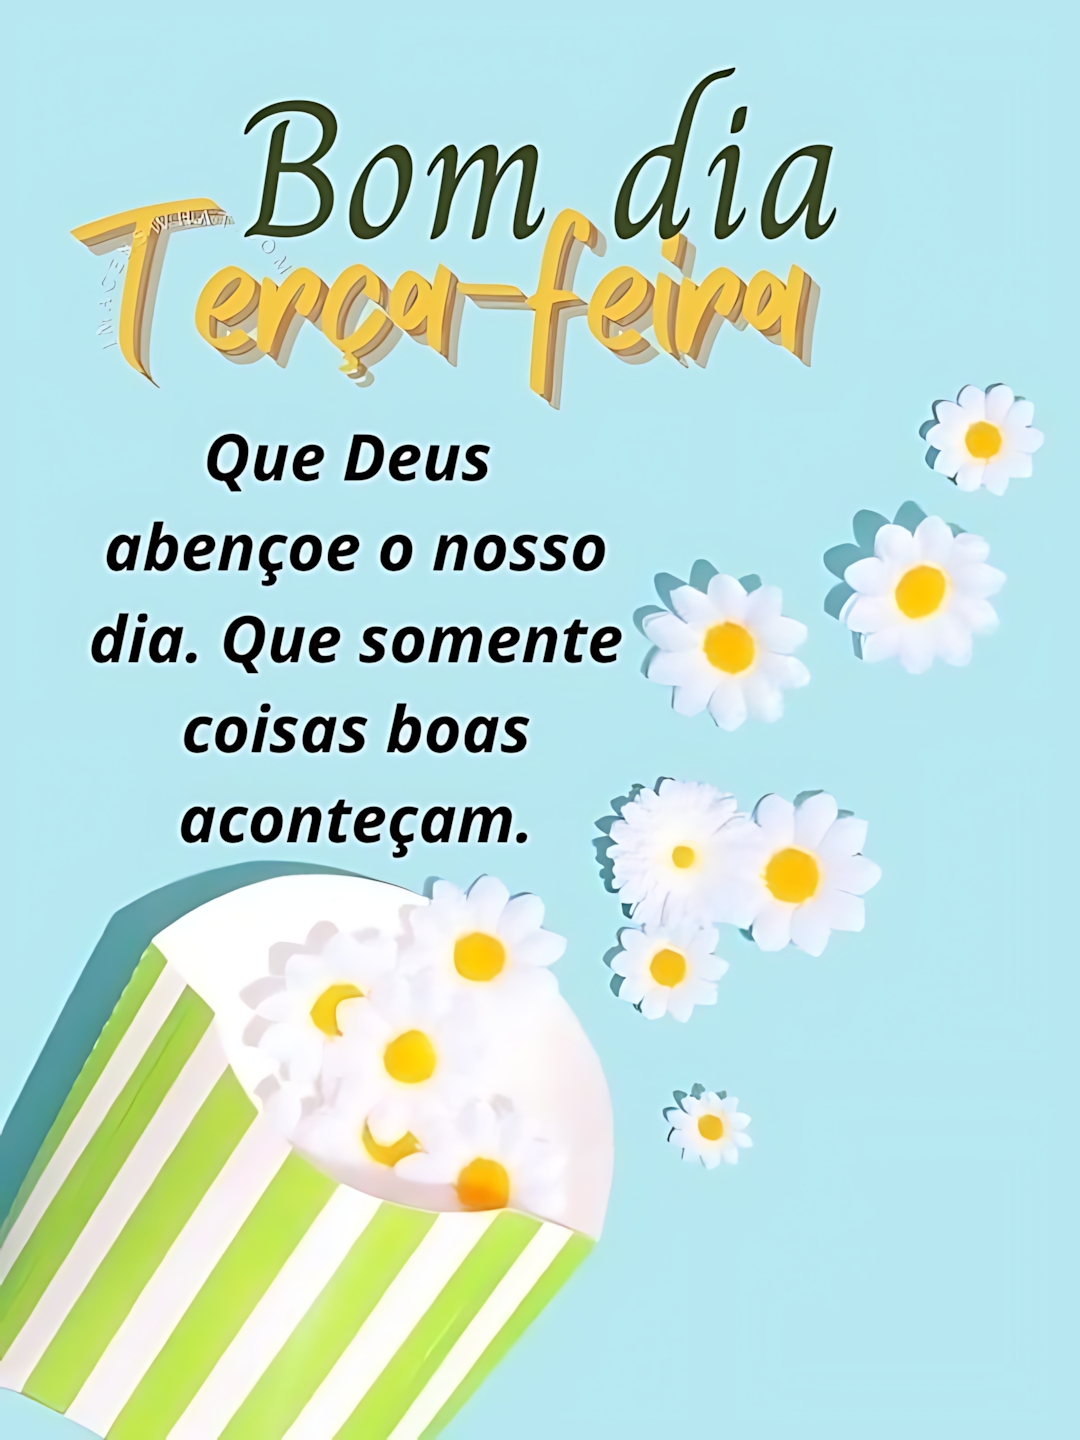 Bom dia
Terça-feira
Que Deus
abençoe o nosso
dia. Que somente
coisas boas
aconteçam.